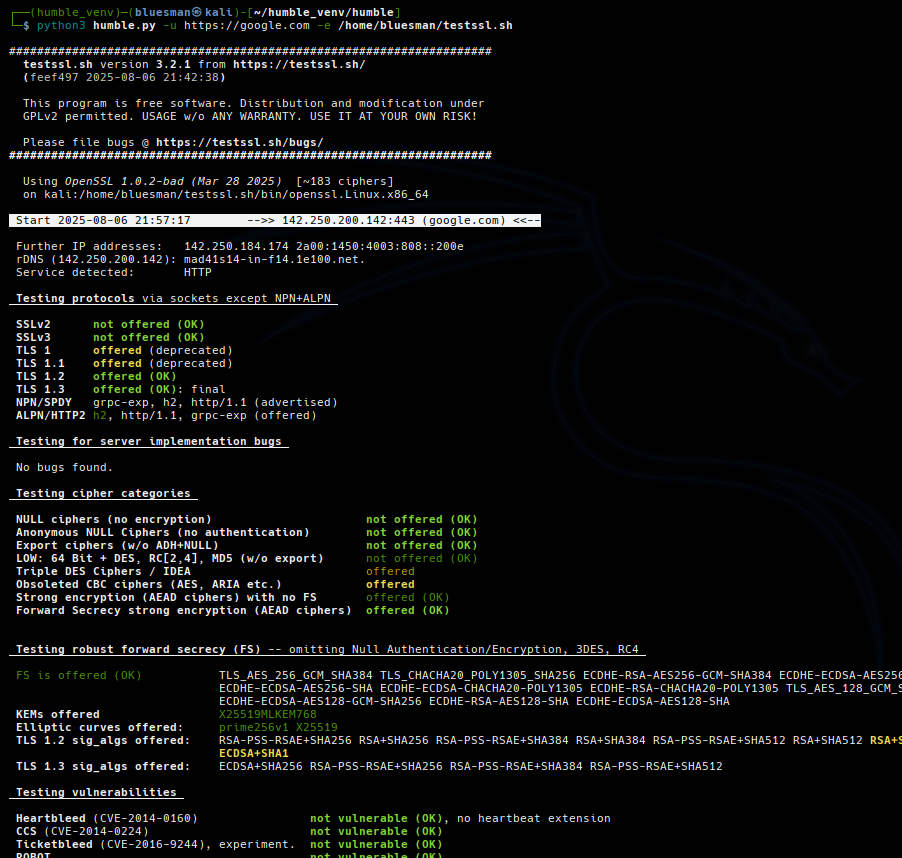 ┌──(humble_venv)─(bluesman㉿kali)-[~/humble_venv/humble]
└─$ python3 humble.py -u https://google.com -e /home/bluesman/testssl.sh
#####################################################################
testssl.sh version 3.2.1 from https://testssl.sh/
(feef497 2025-08-06 21:42:38)
This program is free software. Distribution and modification under
GPLv2 permitted. USAGE w/o ANY WARRANTY. USE IT AT YOUR OWN RISK!
Please file bugs @ https://testssl.sh/bugs/
#####################################################################
Using OpenSSL 1.0.2-bad (Mar 28 2025)  [~183 ciphers]
on kali:/home/bluesman/testssl.sh/bin/openssl.Linux.x86_64
Start 2025-08-06 21:57:17        -->> 142.250.200.142:443 (google.com) <<--
Further IP addresses:   142.250.184.174 2a00:1450:4003:808::200e
rDNS (142.250.200.142): mad41s14-in-f14.1e100.net.
Service detected:       HTTP
Testing protocols via sockets except NPN+ALPN
SSLv2      not offered (OK)
SSLv3      not offered (OK)
TLS 1      offered (deprecated)
TLS 1.1    offered (deprecated)
TLS 1.2    offered (OK)
TLS 1.3    offered (OK): final
NPN/SPDY   grpc-exp, h2, http/1.1 (advertised)
ALPN/HTTP2 h2, http/1.1, grpc-exp (offered)
Testing for server implementation bugs
No bugs found.
Testing cipher categories
NULL ciphers (no encryption)                      not offered (OK)
Anonymous NULL Ciphers (no authentication)        not offered (OK)
Export ciphers (w/o ADH+NULL)                     not offered (OK)
LOW: 64 Bit + DES, RC[2,4], MD5 (w/o export)      not offered (OK)
Triple DES Ciphers / IDEA                         offered
Obsoleted CBC ciphers (AES, ARIA etc.)            offered
Strong encryption (AEAD ciphers) with no FS       offered (OK)
Forward Secrecy strong encryption (AEAD ciphers)  offered (OK)
Testing robust forward secrecy (FS) -- omitting Null Authentication/Encryption, 3DES, RC4
FS is offered (OK)           TLS_AES_256_GCM_SHA384 TLS_CHACHA20_POLY1305_SHA256 ECDHE-RSA-AES256-GCM-SHA384 ECDHE-ECDSA-AES256
ECDHE-ECDSA-AES256-SHA ECDHE-ECDSA-CHACHA20-POLY1305 ECDHE-RSA-CHACHA20-POLY1305 TLS_AES_128_GCM_S
ECDHE-ECDSA-AES128-GCM-SHA256 ECDHE-RSA-AES128-SHA ECDHE-ECDSA-AES128-SHA
KEMs offered                 X25519MLKEM768
Elliptic curves offered:     prime256v1 X25519
TLS 1.2 sig_algs offered:    RSA-PSS-RSAE+SHA256 RSA+SHA256 RSA-PSS-RSAE+SHA384 RSA+SHA384 RSA-PSS-RSAE+SHA512 RSA+SHA512 RSA+S
ECDSA+SHA1
TLS 1.3 sig_algs offered:    ECDSA+SHA256 RSA-PSS-RSAE+SHA256 RSA-PSS-RSAE+SHA384 RSA-PSS-RSAE+SHA512
Testing vulnerabilities
Heartbleed (CVE-2014-0160)                not vulnerable (OK), no heartbeat extension
CCS (CVE-2014-0224)                       not vulnerable (OK)
Ticketbleed (CVE-2016-9244), experiment.  not vulnerable (OK)
ROBOT                                     not vulnerable (OK)